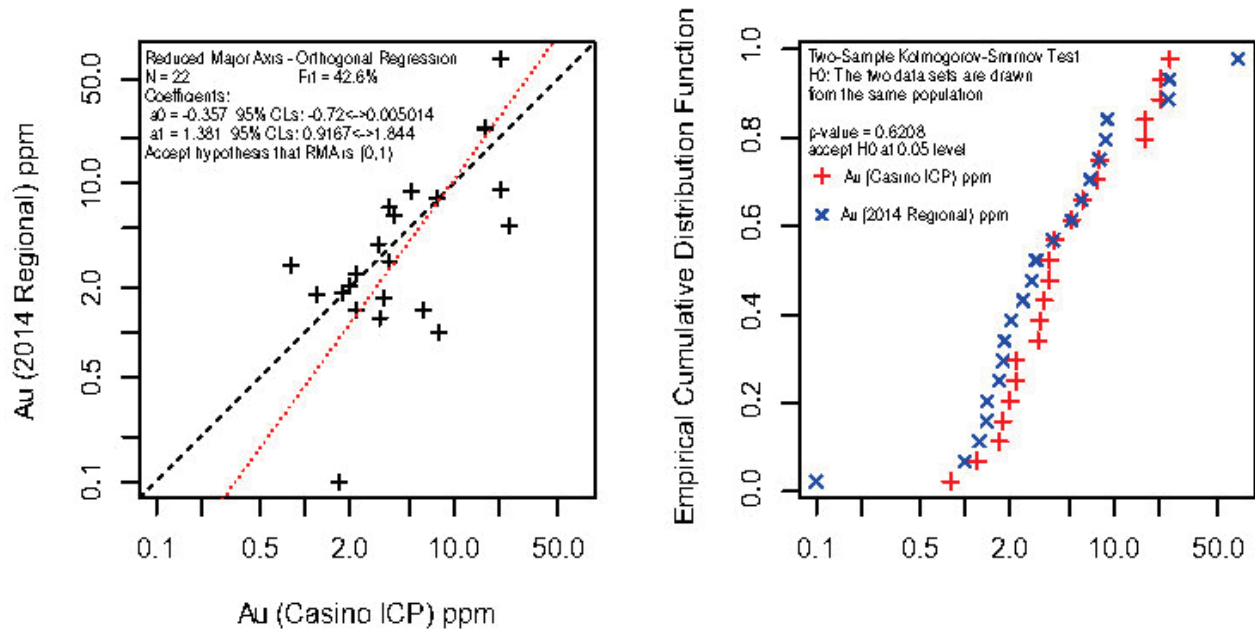 Reduced Major Axis - Orthogonal Regression
N = 22 Frit = 42.6%
Coefficients:
a0 = -0.357 95% CLs: -0.72<->0.005014
a1 = 1.381 95% CLs: 0.9167<->1.844
Accept hypothesis that RMA is {0,1}
Au (2014 Regional) ppm
50.0
10.0
2.0
0.5
0.1
0.1 0.5 2.0 10.0 50.0
Au (Casino ICP) ppm
Two-Sample Kolmogorov-Smirnov Test
H0: The two data sets are drawn
from the same population
p-value = 0.6208
accept H0 at 0.05 level
Au (Casino ICP) ppm
Au (2014 Regional) ppm
Empirical Cumulative Distribution Function
1.0
0.8
0.6
0.4
0.2
0.0
0.1 0.5 2.0 10.0 50.0